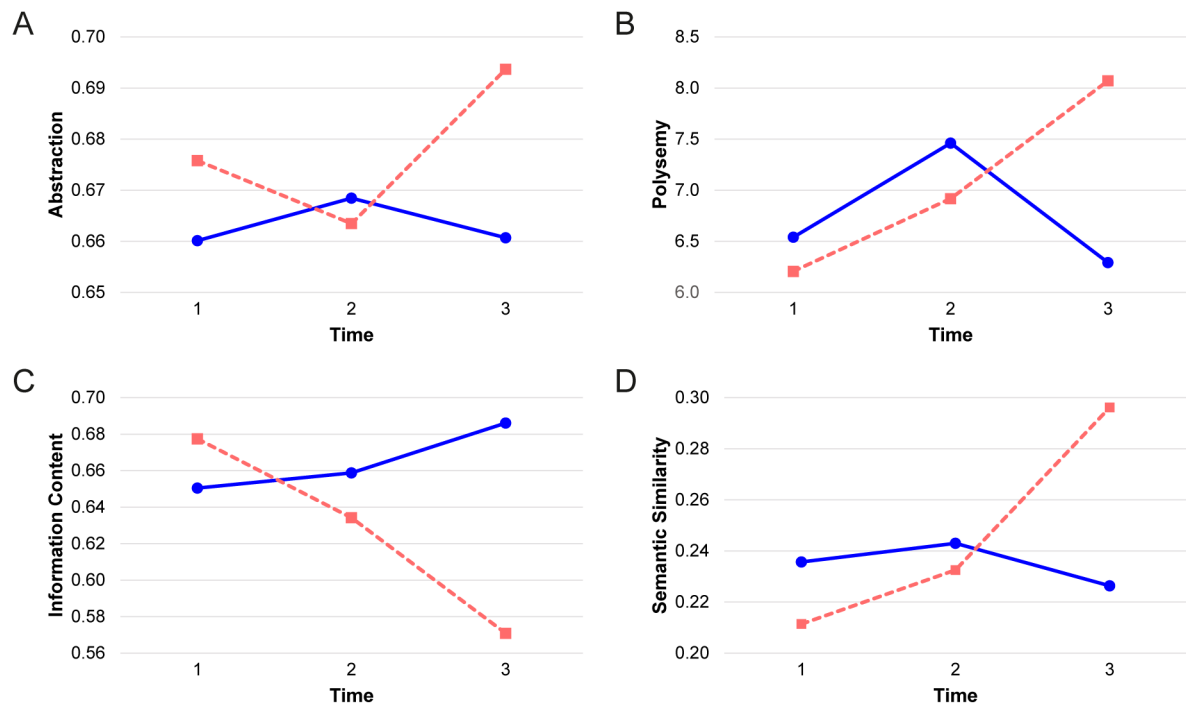 A
0.70
0.69
0.68
0.67
0.66
0.65
Abstraction
1 2 3
Time
B
8.5
8.0
7.5
7.0
6.5
6.0
Polysemy
1 2 3
Time
C
0.70
0.68
0.66
0.64
0.62
0.60
0.58
0.56
Information Content
1 2 3
Time
D
0.30
0.28
0.26
0.24
0.22
0.20
Semantic Similarity
1 2 3
Time